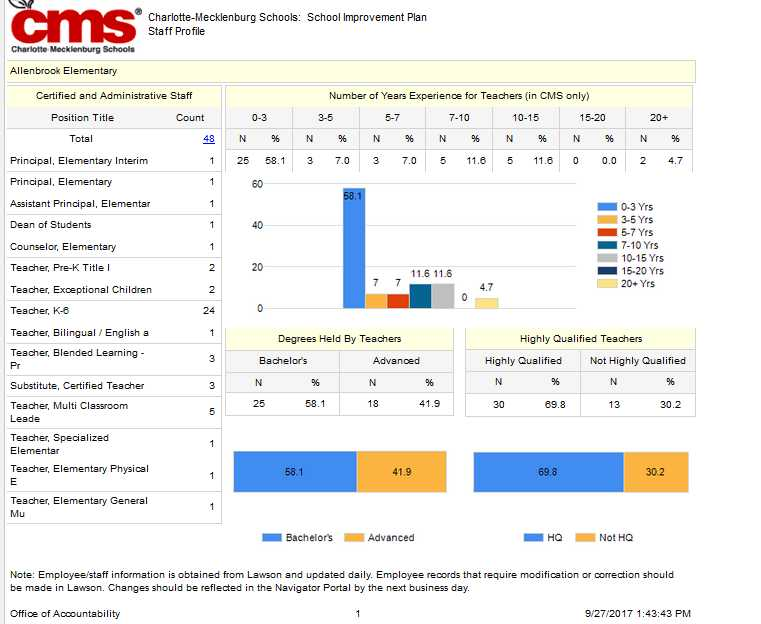 cms®
Charlotte-Mecklenburg Schools
Charlotte-Mecklenburg Schools: School Improvement Plan
Staff Profile
Allenbrook Elementary
Certified and Administrative Staff
Position Title Count
Total 48
Principal, Elementary Interim 1
Principal, Elementary 1
Assistant Principal, Elementar 1
Dean of Students 1
Counselor, Elementary 1
Teacher, Pre-K Title I 2
Teacher, Exceptional Children 2
Teacher, K-6 24
Teacher, Bilingual / English a 1
Teacher, Blended Learning -
Pr 3
Substitute, Certified Teacher 3
Teacher, Multi Classroom
Leade 5
Teacher, Specialized
Elementar 1
Teacher, Elementary Physical
E 1
Teacher, Elementary General
Mu 1
Number of Years Experience for Teachers (in CMS only)
0-3 3-5 5-7 7-10 10-15 15-20 20+
N % N % N % N % N % N % N %
25 58.1 3 7.0 3 7.0 5 11.6 5 11.6 0 0.0 2 4.7
60
40
20
0
58.1
7
7
11.6
11.6
0
4.7
0-3 Yrs
3-5 Yrs
5-7 Yrs
7-10 Yrs
10-15 Yrs
15-20 Yrs
20+ Yrs
Degrees Held By Teachers
Bachelor's Advanced
N % N %
25 58.1 18 41.9
58.1 41.9
Bachelor's Advanced
Highly Qualified Teachers
Highly Qualified Not Highly Qualified
N % N %
30 69.8 13 30.2
69.8 30.2
HQ Not HQ
Note: Employee/staff information is obtained from Lawson and updated daily. Employee records that require modification or correction should
be made in Lawson. Changes should be reflected in the Navigator Portal by the next business day.
Office of Accountability 1 9/27/2017 1:43:43 PM